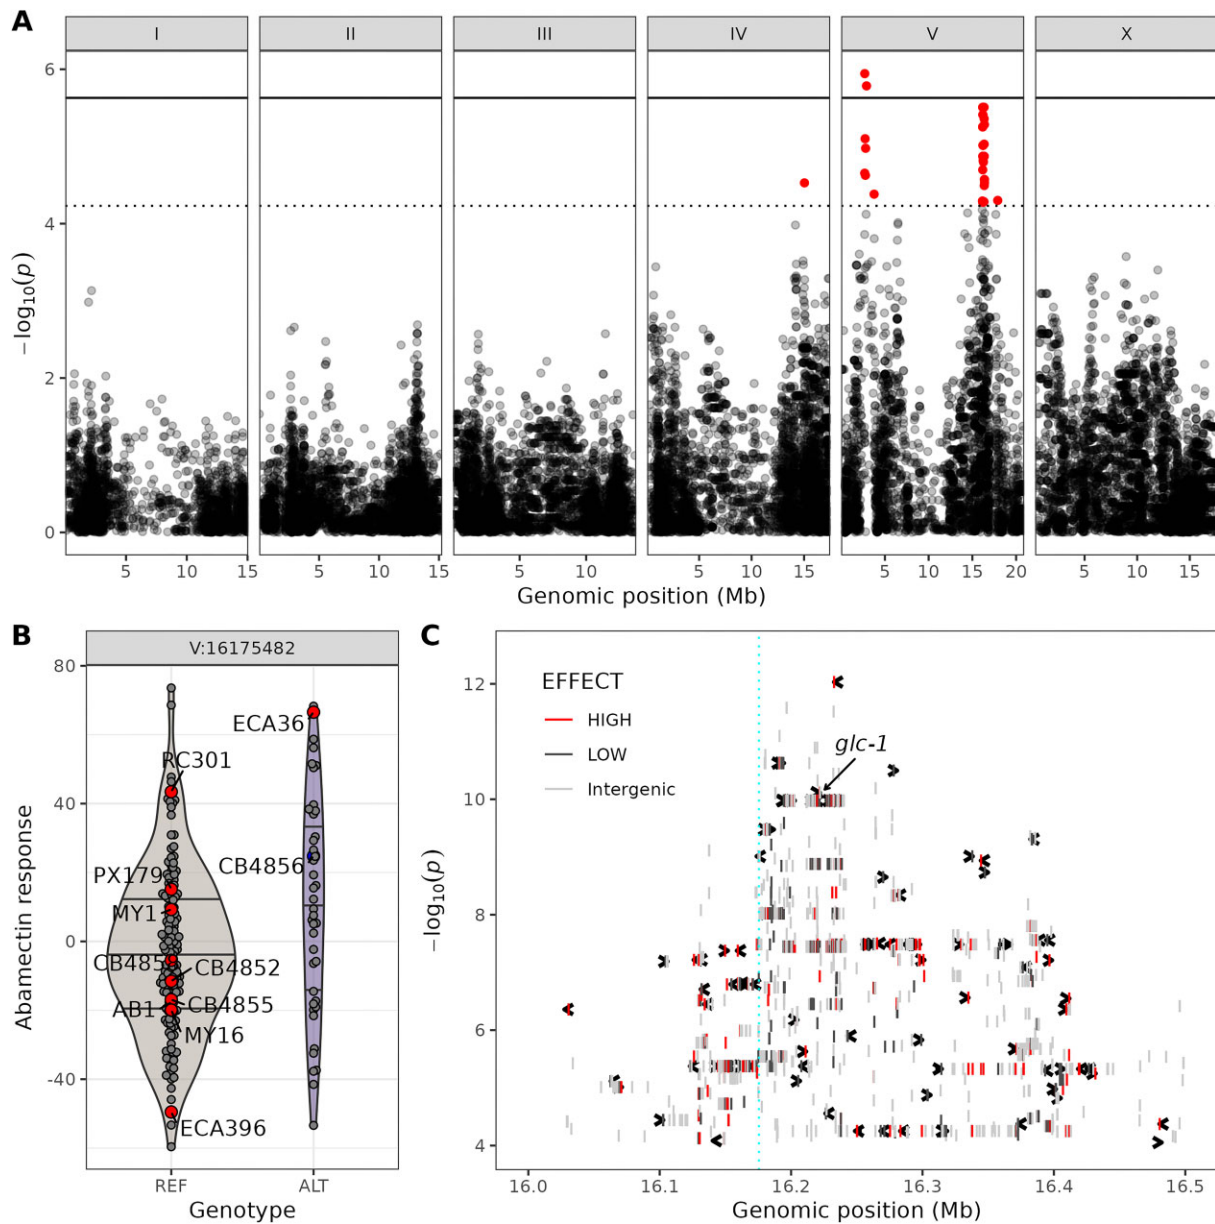 A
I II III IV V X
6
4
2
0
−log10(p)
5 10 15 5 10 15 5 10 5 10 15 5 10 15 20 5 10 15
Genomic position (Mb)
B
V:16175482
80
40
0
-40
Abamectin response
ECA36
RC301
CB4856
PX179
MY1
CB485
CB4852
AB1
CB4855
MY16
ECA396
REF ALT
Genotype
C
12
10
8
6
4
−log10(p)
EFFECT
HIGH
LOW
Intergenic
glc-1
16.0 16.1 16.2 16.3 16.4 16.5
Genomic position (Mb)